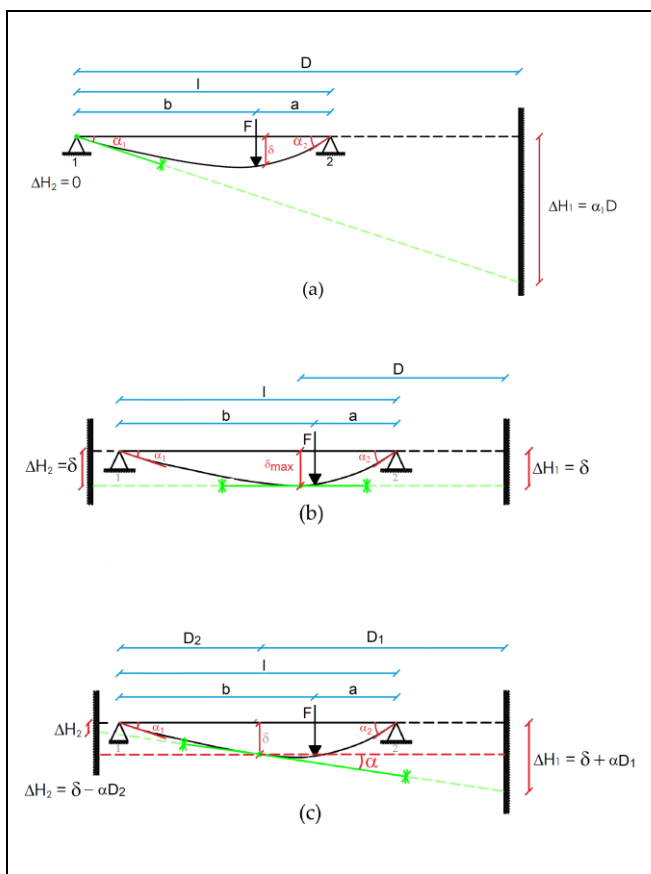 D
l
b a
F
α₁ δ α₂
1 2
ΔH₂ = 0
ΔH₁ = α₁D
(a)
D
l
b a
F
α₁ δmax α₂
ΔH₂ = δ ΔH₁ = δ
1 2
(b)
D₂ D₁
l
b a
F
ΔH₂ α₁ δ α₂
1 2
α ΔH₁ = δ + αD₁
ΔH₂ = δ – αD₂
(c)